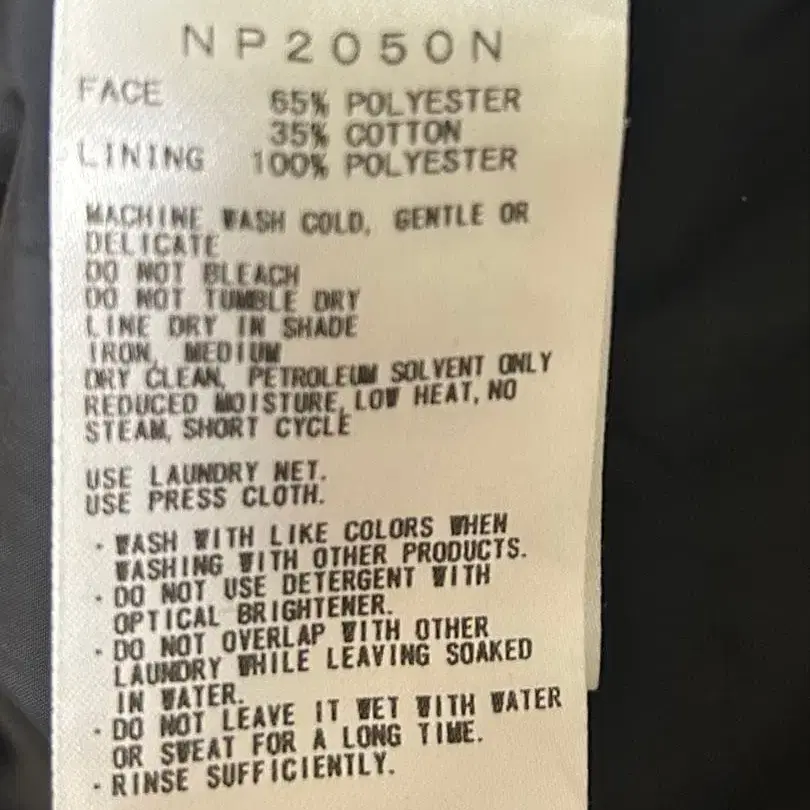 NP2050N
FACE 65% POLYESTER
35% COTTON
LINING 100% POLYESTER
MACHINE WASH COLD, GENTLE OR
DELICATE
DO NOT BLEACH
DO NOT TUMBLE DRY
LINE DRY IN SHADE
IRON, MEDIUM
DRY CLEAN, PETROLEUM SOLVENT ONLY
REDUCED MOISTURE, LOW HEAT, NO
STEAM, SHORT CYCLE
USE LAUNDRY NET.
USE PRESS CLOTH.
・WASH WITH LIKE COLORS WHEN
WASHING WITH OTHER PRODUCTS.
・DO NOT USE DETERGENT WITH
OPTICAL BRIGHTENER.
・DO NOT OVERLAP WITH OTHER
LAUNDRY WHILE LEAVING SOAKED
IN WATER.
・DO NOT LEAVE IT WET WITH WATER
OR SWEAT FOR A LONG TIME.
・RINSE SUFFICIENTLY.